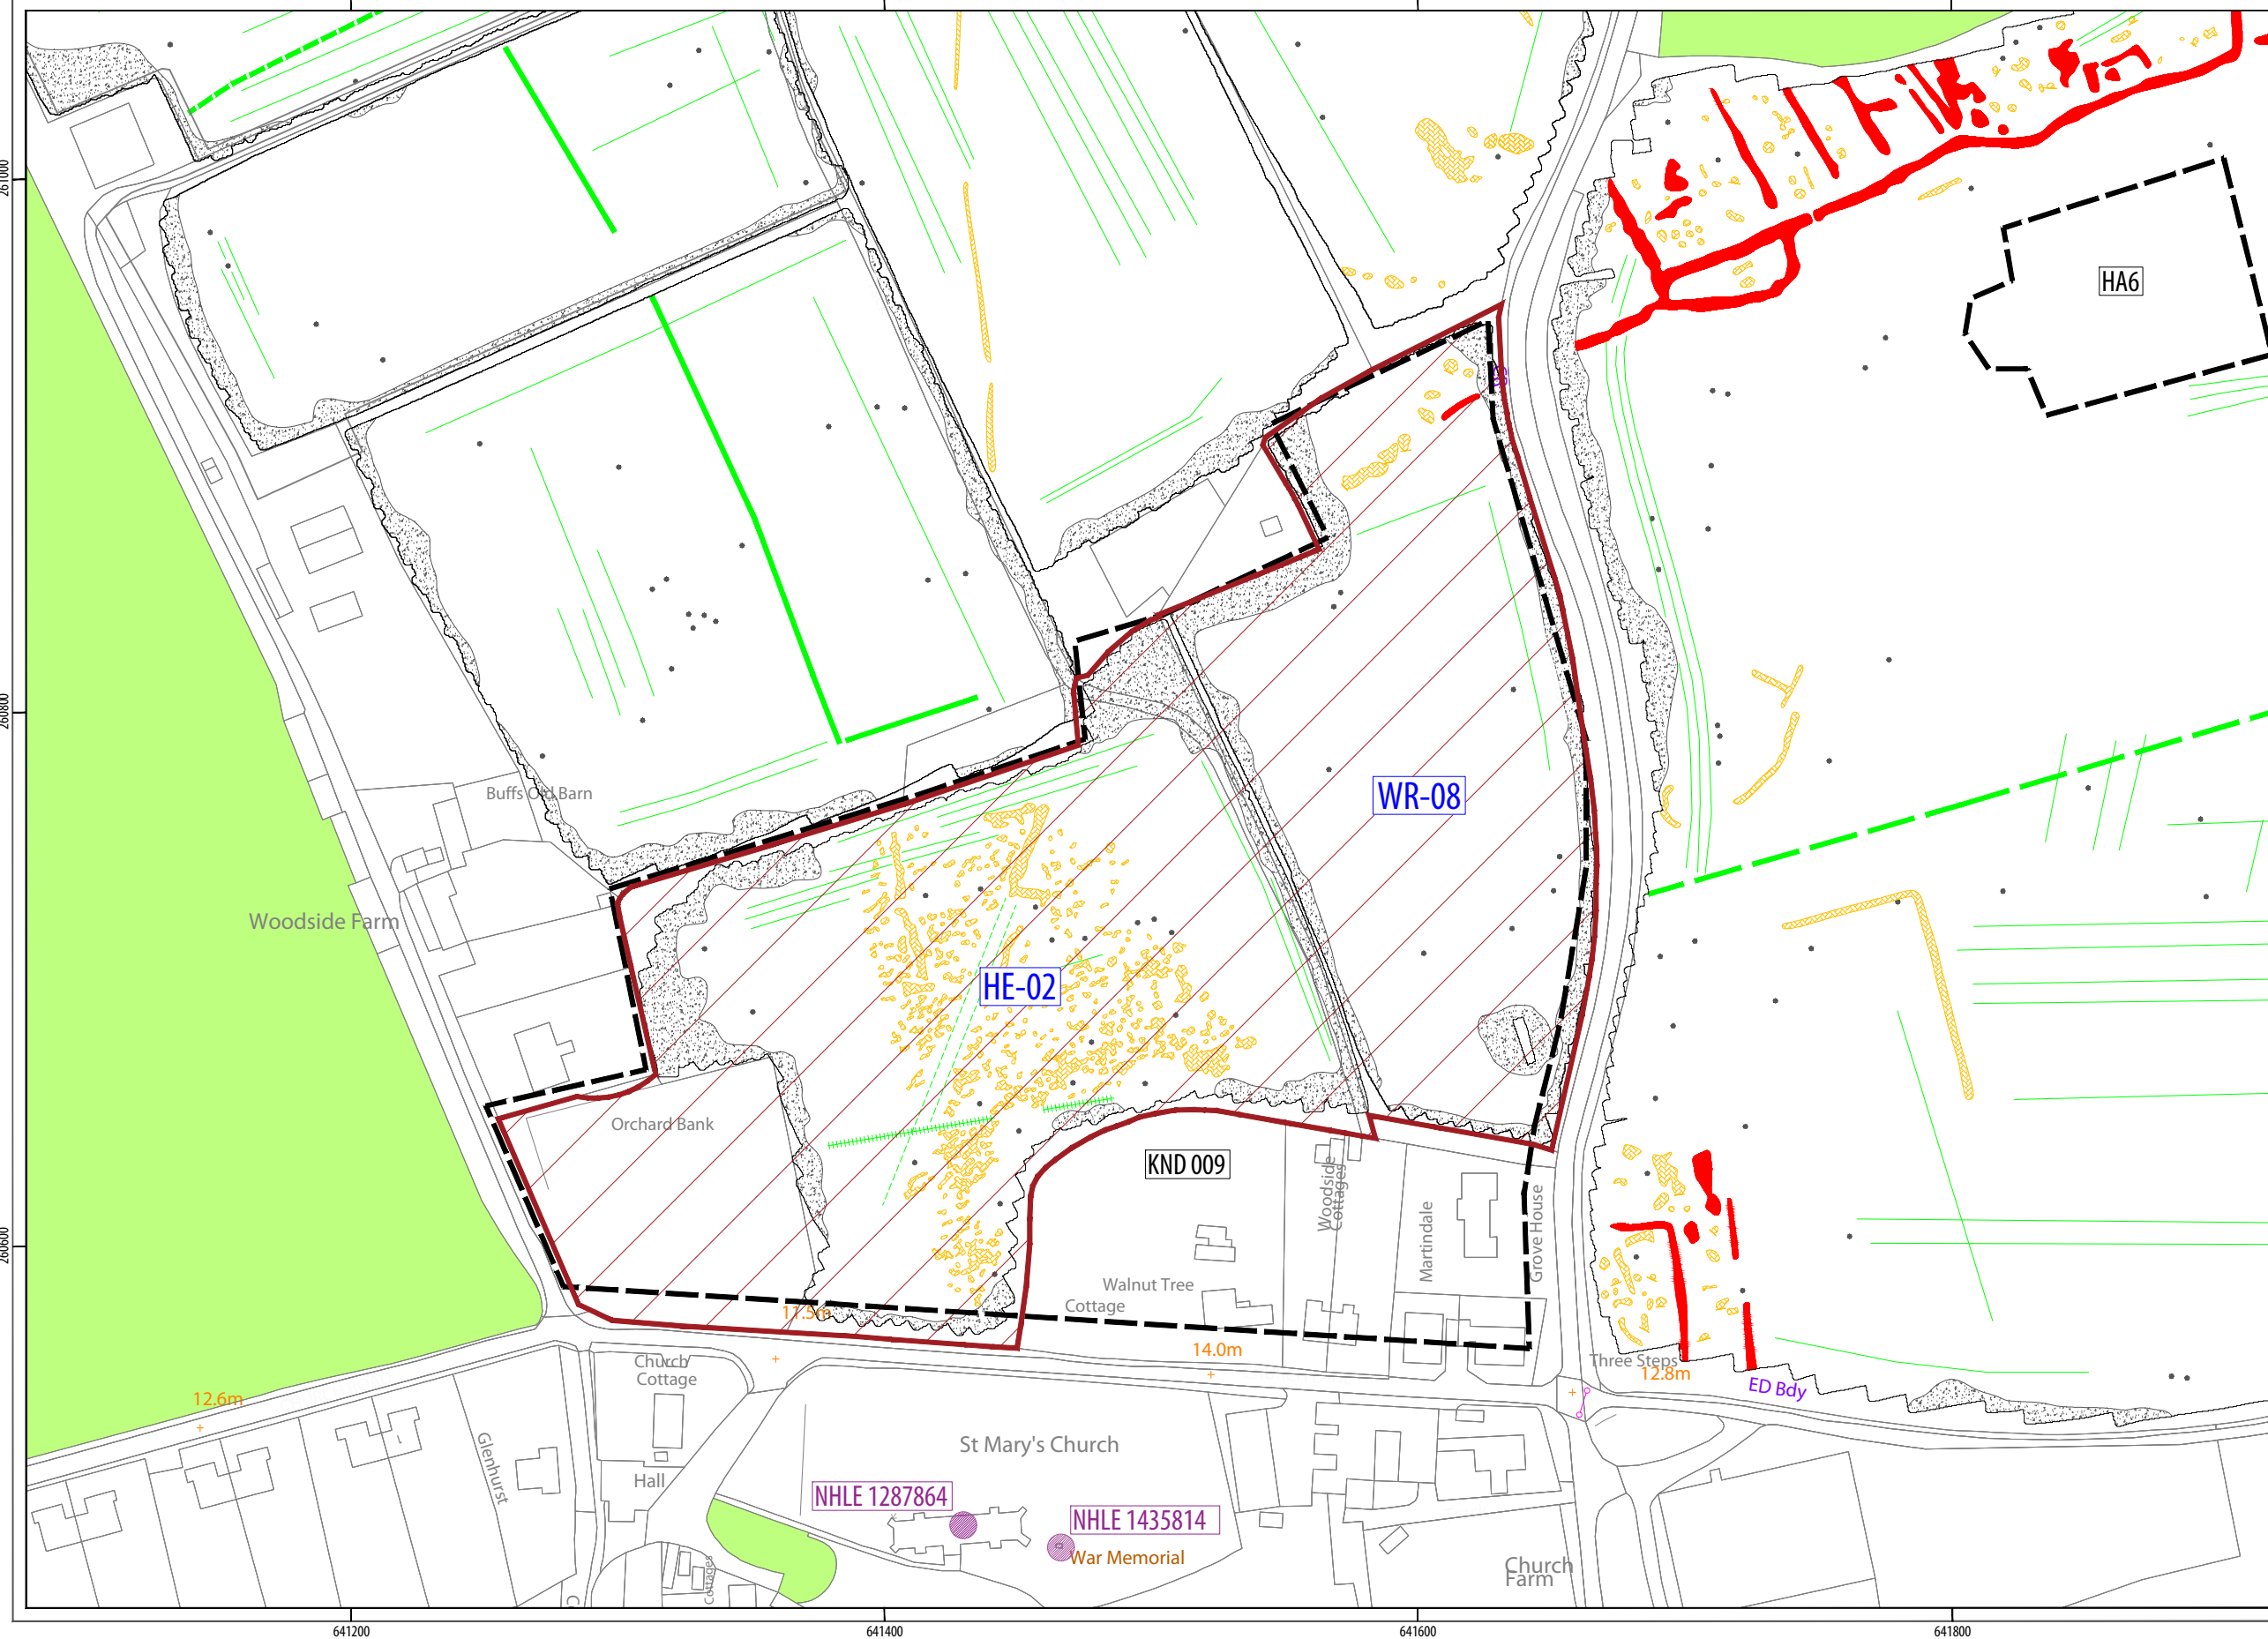 261000
HA6
260800
WR-08
Buffs Old Barn
Woodside Farm
HE-02
Orchard Bank
KND 009
Woodside
Cottages
Martindale
Grove House
260600
Walnut Tree
Cottage
11.5m
14.0m
Three Steps
12.8m
ED Bdy
Church
Cottage
12.6m
Glenhurst
St Mary's Church
Hall
NHLE 1287864
NHLE 1435814
War Memorial
Church
Farm
Cottages
C
641200
641400
641600
641800